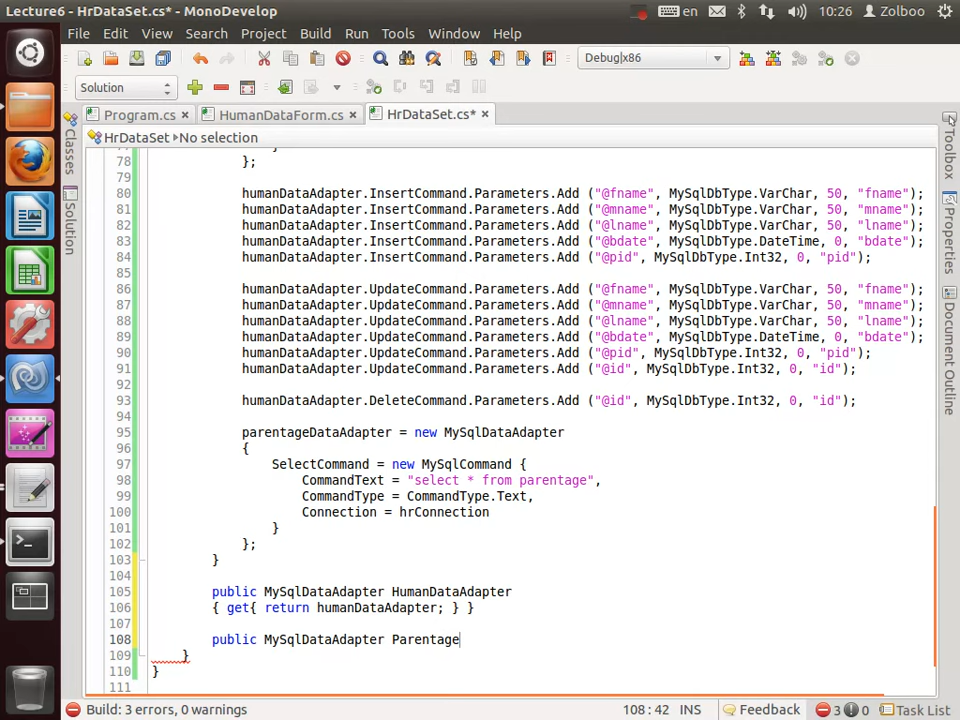 Lecture6 - HrDataSet.cs* - MonoDevelop
en
10:26
Zolboo
File Edit View Search Project Build Run Tools Window Help
Debug|x86
Solution
Program.cs
HumanDataForm.cs
HrDataSet.cs*
HrDataSet
No selection
Classes
Solution
Toolbox
Properties
Document Outline
78 };
79
80 humanDataAdapter.InsertCommand.Parameters.Add ("@fname", MySqlDbType.VarChar, 50, "fname");
81 humanDataAdapter.InsertCommand.Parameters.Add ("@mname", MySqlDbType.VarChar, 50, "mname");
82 humanDataAdapter.InsertCommand.Parameters.Add ("@lname", MySqlDbType.VarChar, 50, "lname");
83 humanDataAdapter.InsertCommand.Parameters.Add ("@bdate", MySqlDbType.DateTime, 0, "bdate");
84 humanDataAdapter.InsertCommand.Parameters.Add ("@pid", MySqlDbType.Int32, 0, "pid");
85
86 humanDataAdapter.UpdateCommand.Parameters.Add ("@fname", MySqlDbType.VarChar, 50, "fname");
87 humanDataAdapter.UpdateCommand.Parameters.Add ("@mname", MySqlDbType.VarChar, 50, "mname");
88 humanDataAdapter.UpdateCommand.Parameters.Add ("@lname", MySqlDbType.VarChar, 50, "lname");
89 humanDataAdapter.UpdateCommand.Parameters.Add ("@bdate", MySqlDbType.DateTime, 0, "bdate");
90 humanDataAdapter.UpdateCommand.Parameters.Add ("@pid", MySqlDbType.Int32, 0, "pid");
91 humanDataAdapter.UpdateCommand.Parameters.Add ("@id", MySqlDbType.Int32, 0, "id");
92
93 humanDataAdapter.DeleteCommand.Parameters.Add ("@id", MySqlDbType.Int32, 0, "id");
94
95 parentageDataAdapter = new MySqlDataAdapter
96 {
97 SelectCommand = new MySqlCommand {
98 CommandText = "select * from parentage",
99 CommandType = CommandType.Text,
100 Connection = hrConnection
101 }
102 };
103 }
104
105 public MySqlDataAdapter HumanDataAdapter
106 { get{ return humanDataAdapter; } }
107
108 public MySqlDataAdapter Parentage
109 }
110 }
111
Build: 3 errors, 0 warnings
108 : 42 INS
Feedback
3
0
Task List